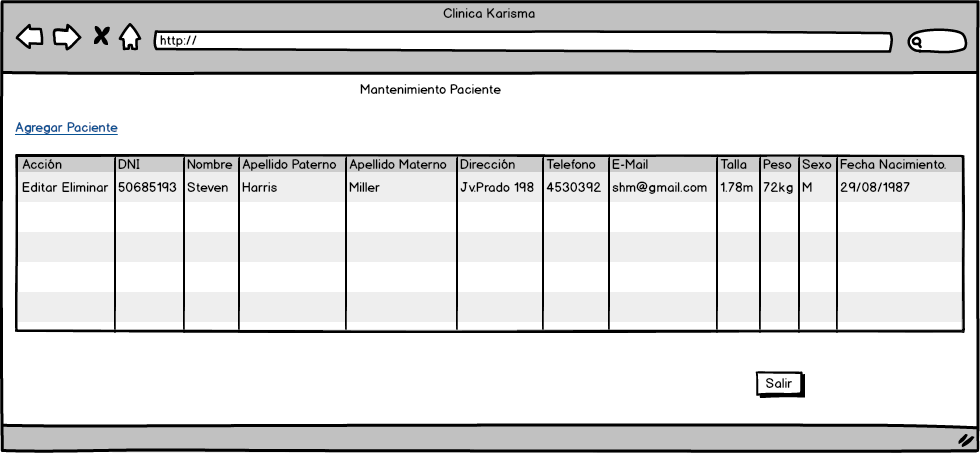 Clinica Karisma
http://
Mantenimiento Paciente
Agregar Paciente
Acción DNI Nombre Apellido Paterno Apellido Materno Dirección Telefono E-Mail Talla Peso Sexo Fecha Nacimiento.
Editar Eliminar 50685193 Steven Harris Miller Jv.Prado 198 4530392 shm@gmail.com 1.78m 72kg M 29/08/1987
Salir